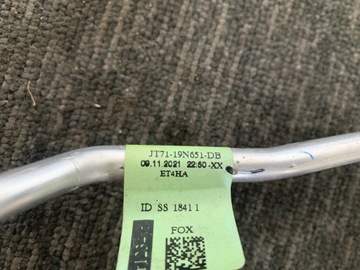 JT71-19N651-DB
09.11.2021 22:50-XX
ET4HA
ID SS 1841 1
FOX